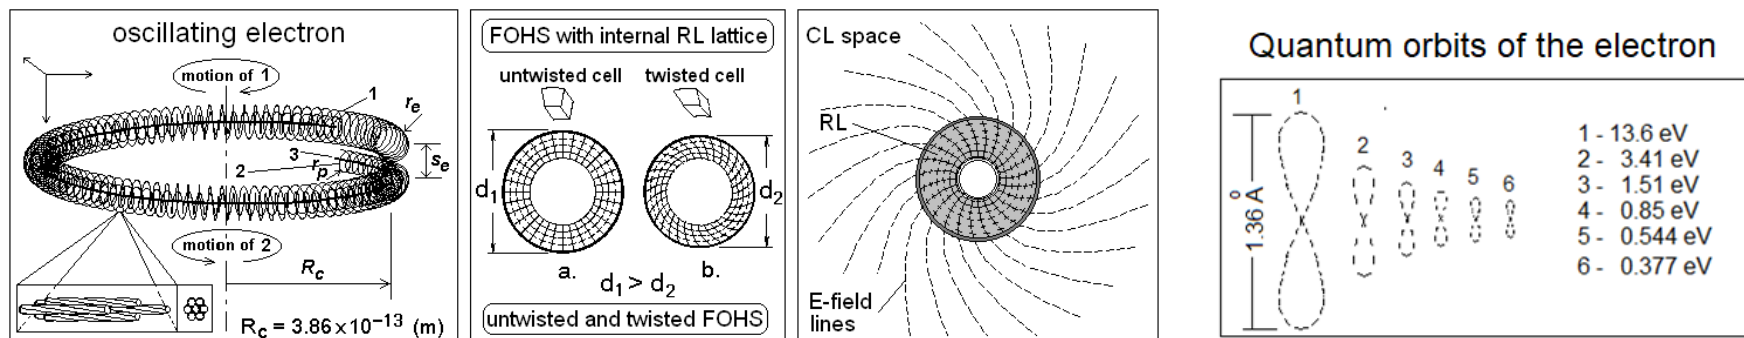 oscillating electron
motion of 1
1
r_e
3
r_p
2
s_e
motion of 2
R_c
R_c = 3.86 x 10^-13 (m)
FOHS with internal RL lattice
untwisted cell twisted cell
d_1 d_2
a. b.
d_1 > d_2
untwisted and twisted FOHS
CL space
RL
E-field
lines
Quantum orbits of the electron
1 2 3 4 5 6
1.36 Å
1 - 13.6 eV
2 - 3.41 eV
3 - 1.51 eV
4 - 0.85 eV
5 - 0.544 eV
6 - 0.377 eV